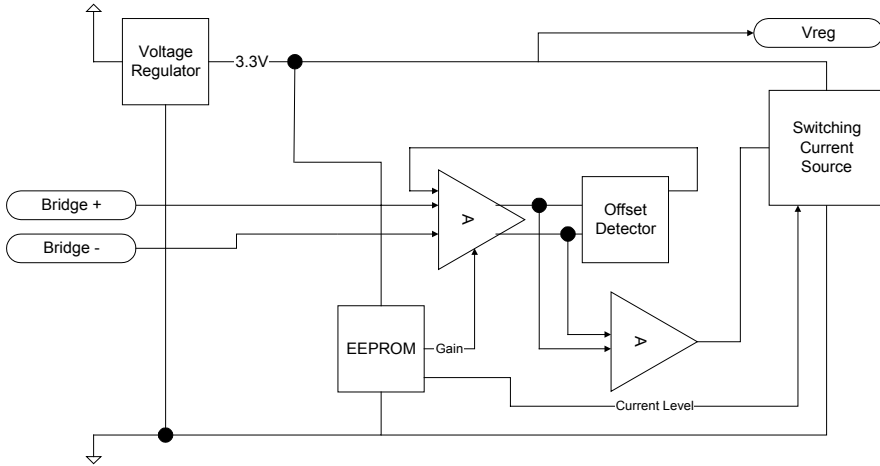 Vreg
Voltage
Regulator
3.3V
Switching
Current
Source
Bridge +
Bridge -
A
Offset
Detector
EEPROM
Gain
A
Current Level